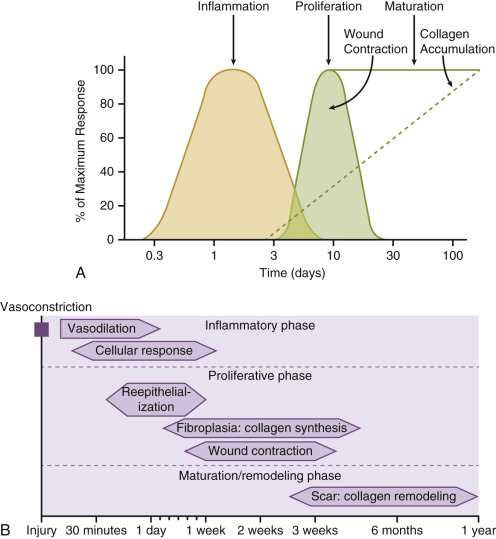 Inflammation
Proliferation
Maturation
Wound
Contraction
Collagen
Accumulation
% of Maximum Response
100
80
60
40
20
0
0.3
1
3
10
30
100
Time (days)
A
Vasoconstriction
Inflammatory phase
Vasodilation
Cellular response
Proliferative phase
Reepithelial-
ization
Fibroplasia: collagen synthesis
Wound contraction
Maturation/remodeling phase
Scar: collagen remodeling
B
Injury
30 minutes
1 day
1 week
2 weeks
3 weeks
6 months
1 year